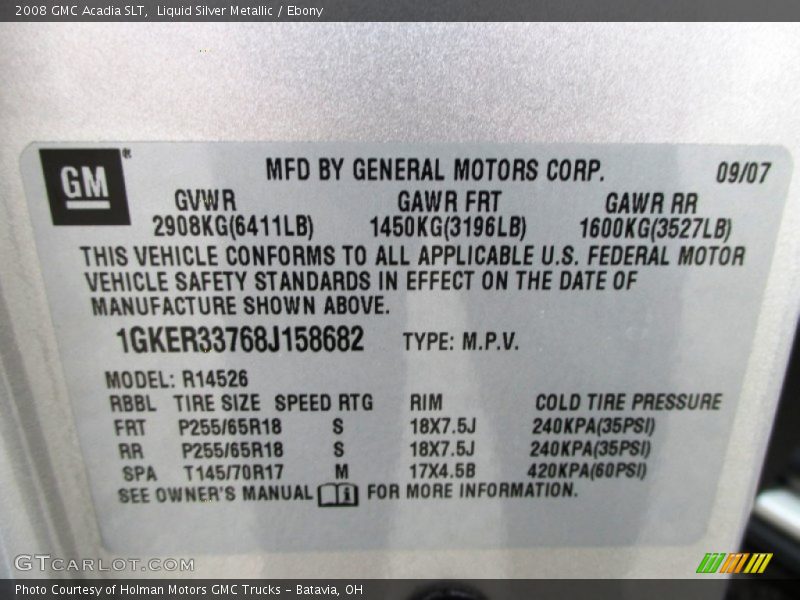 2008 GMC Acadia SLT, Liquid Silver Metallic / Ebony
GM®
MFD BY GENERAL MOTORS CORP. 09/07
GVWR GAWR FRT GAWR RR
2908KG(6411LB) 1450KG(3196LB) 1600KG(3527LB)
THIS VEHICLE CONFORMS TO ALL APPLICABLE U.S. FEDERAL MOTOR
VEHICLE SAFETY STANDARDS IN EFFECT ON THE DATE OF
MANUFACTURE SHOWN ABOVE.
1GKER33768J158682 TYPE: M.P.V.
MODEL: R14526
RBBL TIRE SIZE SPEED RTG RIM COLD TIRE PRESSURE
FRT P255/65R18 S 18X7.5J 240KPA(35PSI)
RR P255/65R18 S 18X7.5J 240KPA(35PSI)
SPA T145/70R17 M 17X4.5B 420KPA(60PSI)
SEE OWNER'S MANUAL i FOR MORE INFORMATION.
GTCARLOT.COM
Photo Courtesy of Holman Motors GMC Trucks - Batavia, OH